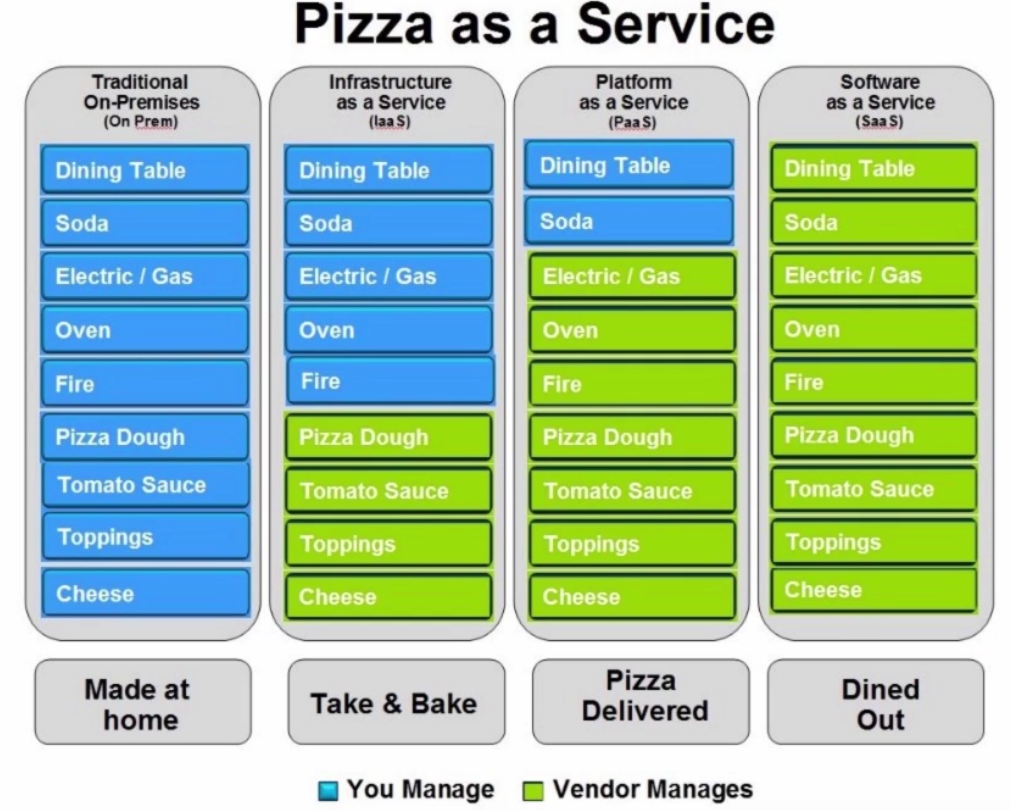 Pizza as a Service
Traditional
On-Premises
(On Prem)
Dining Table
Soda
Electric / Gas
Oven
Fire
Pizza Dough
Tomato Sauce
Toppings
Cheese
Made at
home
Infrastructure
as a Service
(IaaS)
Dining Table
Soda
Electric / Gas
Oven
Fire
Pizza Dough
Tomato Sauce
Toppings
Cheese
Take & Bake
Platform
as a Service
(PaaS)
Dining Table
Soda
Electric / Gas
Oven
Fire
Pizza Dough
Tomato Sauce
Toppings
Cheese
Pizza
Delivered
Software
as a Service
(SaaS)
Dining Table
Soda
Electric / Gas
Oven
Fire
Pizza Dough
Tomato Sauce
Toppings
Cheese
Dined
Out
You Manage
Vendor Manages